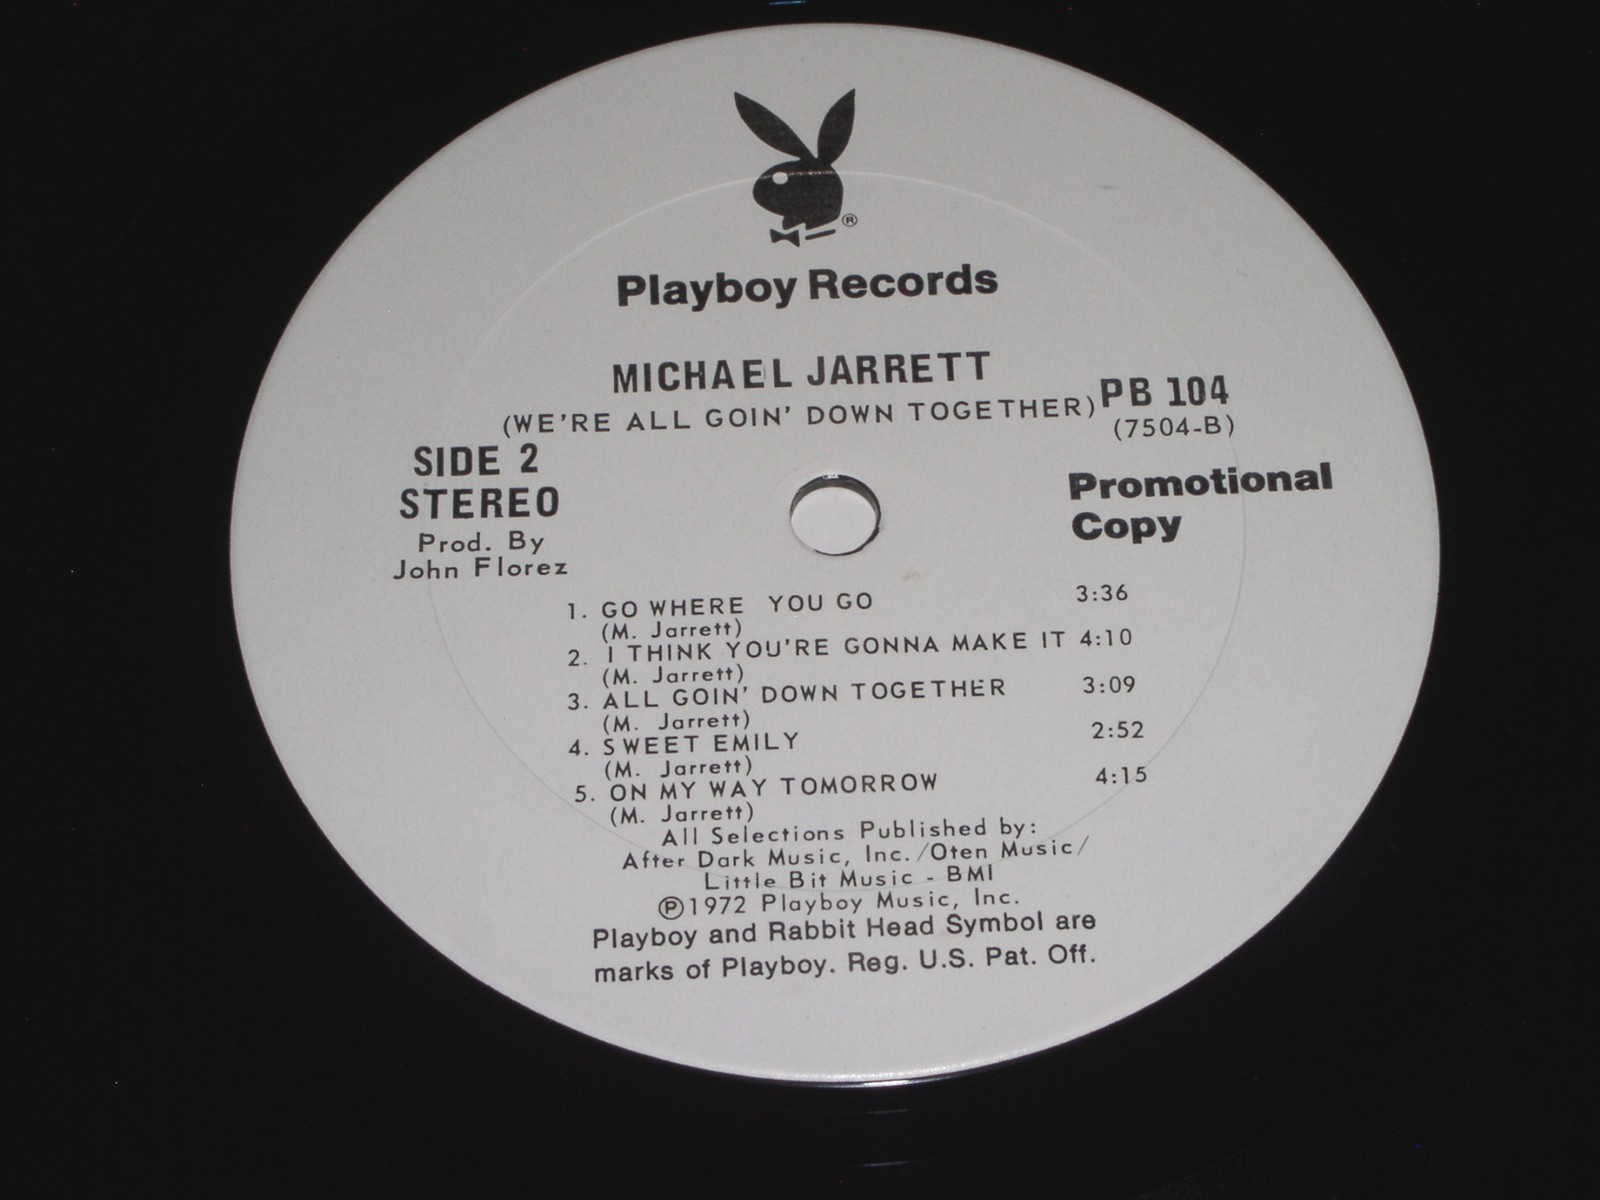 ®
Playboy Records
MICHAEL JARRETT
(WE'RE ALL GOIN' DOWN TOGETHER)
PB 104
(7504-B)
SIDE 2
STEREO
Prod. By
John Florez
Promotional
Copy
1. GO WHERE YOU GO 3:36
(M. Jarrett)
2. I THINK YOU'RE GONNA MAKE IT 4:10
(M. Jarrett)
3. ALL GOIN' DOWN TOGETHER 3:09
(M. Jarrett)
4. SWEET EMILY 2:52
(M. Jarrett)
5. ON MY WAY TOMORROW 4:15
(M. Jarrett)
All Selections Published by:
After Dark Music, Inc./Oten Music/
Little Bit Music - BMI
℗1972 Playboy Music, Inc.
Playboy and Rabbit Head Symbol are
marks of Playboy. Reg. U.S. Pat. Off.